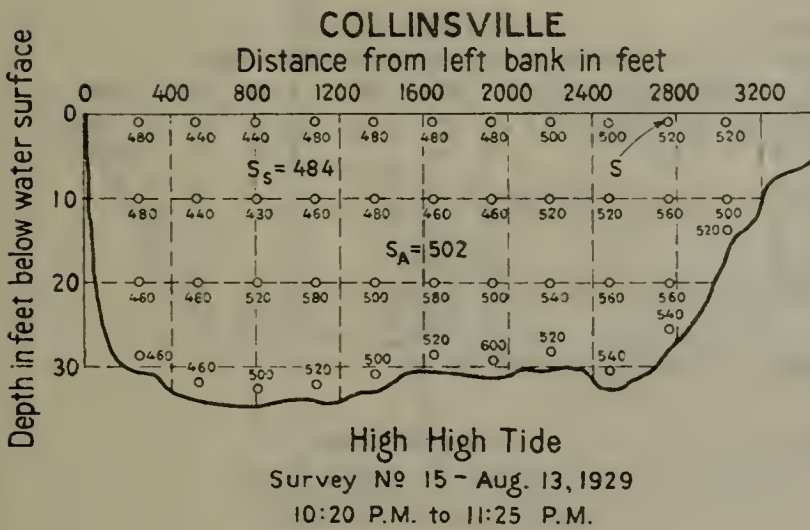 COLLINSVILLE
Distance from left bank in feet
0 400 800 1200 1600 2000 2400 2800 3200
Depth in feet below water surface
0
480 440 440 480 480 480 480 500 500 520 520
S_S = 484 S
10
480 440 430 460 480 460 460 520 520 560 500
520
S_A = 502
20
460 460 520 580 500 580 500 540 560 560
540
460 460 500 520 500 520 600 520 540
30
High High Tide
Survey Nº 15 - Aug. 13, 1929
10:20 P.M. to 11:25 P.M.